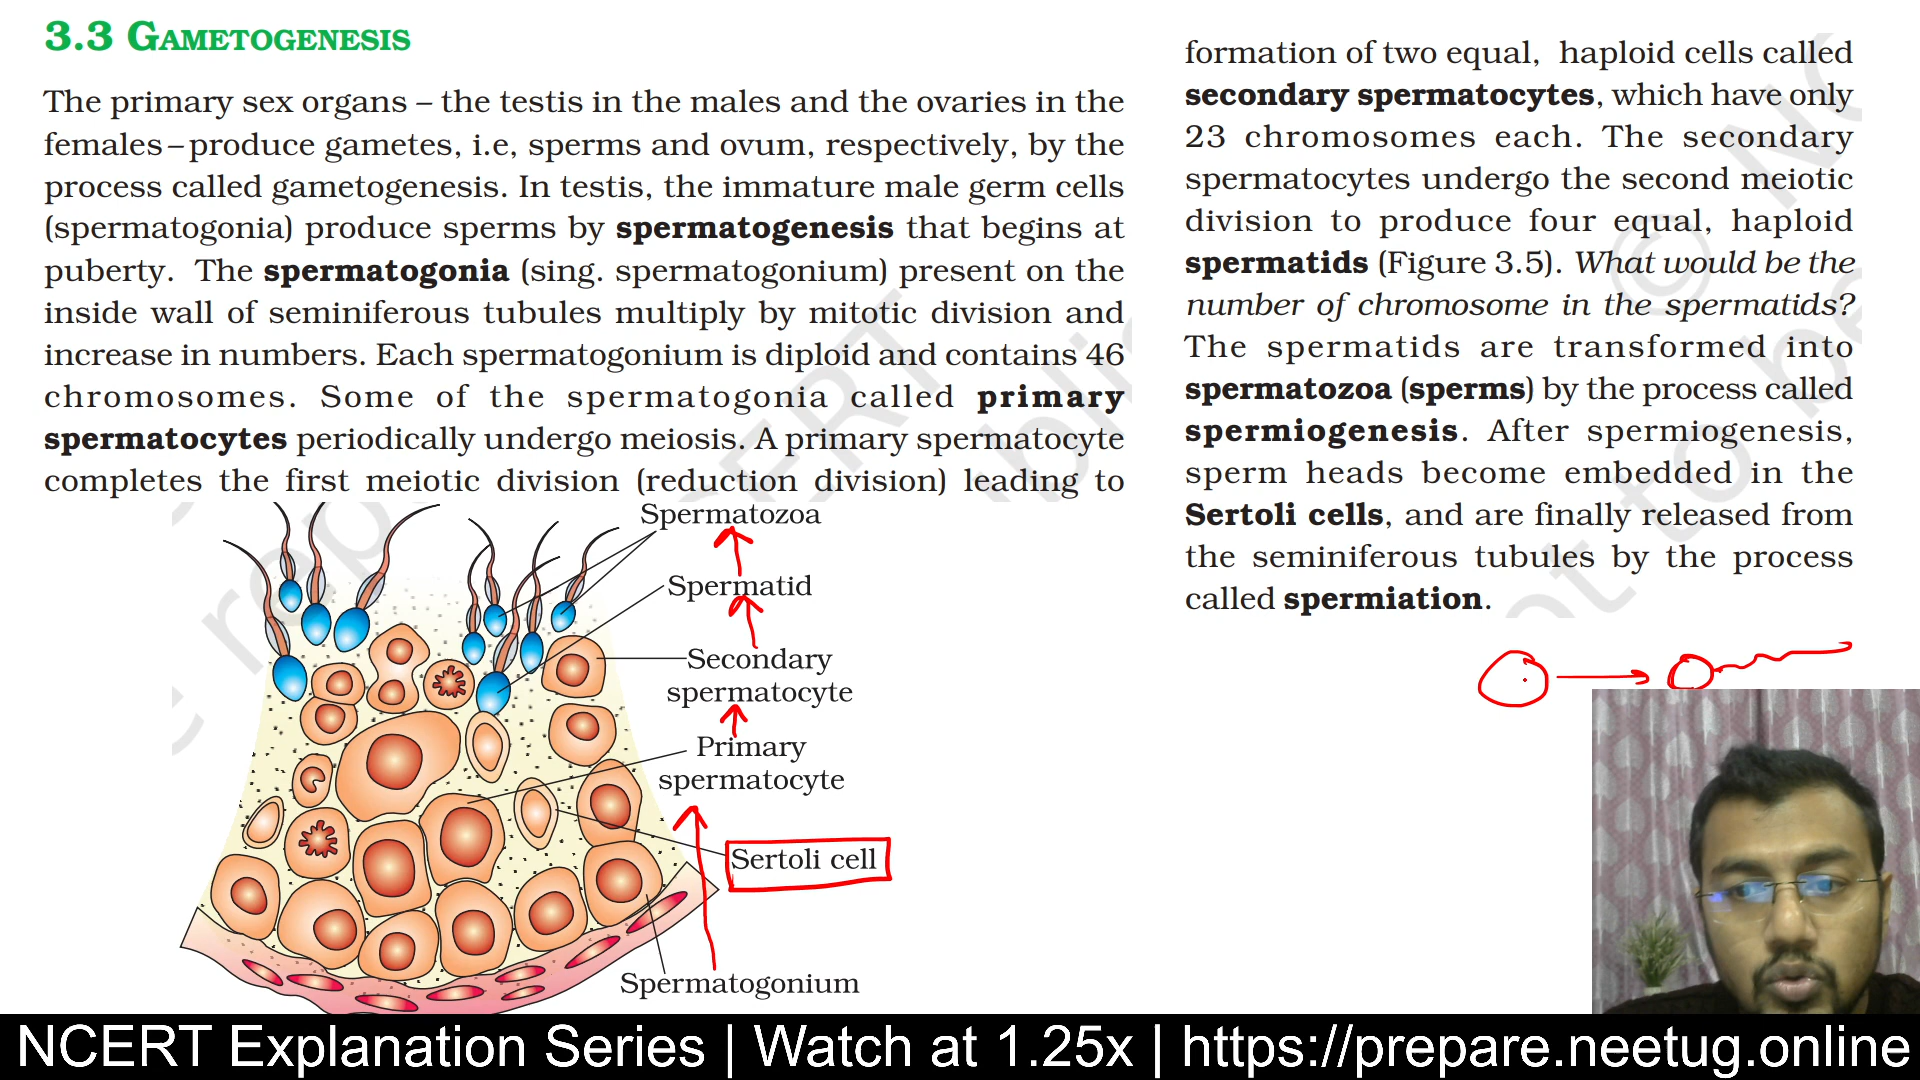 3.3 GAMETOGENESIS
The primary sex organs – the testis in the males and the ovaries in the
females – produce gametes, i.e, sperms and ovum, respectively, by the
process called gametogenesis. In testis, the immature male germ cells
(spermatogonia) produce sperms by spermatogenesis that begins at
puberty. The spermatogonia (sing. spermatogonium) present on the
inside wall of seminiferous tubules multiply by mitotic division and
increase in numbers. Each spermatogonium is diploid and contains 46
chromosomes. Some of the spermatogonia called primary
spermatocytes periodically undergo meiosis. A primary spermatocyte
completes the first meiotic division (reduction division) leading to
formation of two equal, haploid cells called
secondary spermatocytes, which have only
23 chromosomes each. The secondary
spermatocytes undergo the second meiotic
division to produce four equal, haploid
spermatids (Figure 3.5). What would be the
number of chromosome in the spermatids?
The spermatids are transformed into
spermatozoa (sperms) by the process called
spermiogenesis. After spermiogenesis,
sperm heads become embedded in the
Sertoli cells, and are finally released from
the seminiferous tubules by the process
called spermiation.
Spermatozoa
Spermatid
Secondary
spermatocyte
Primary
spermatocyte
Sertoli cell
Spermatogonium
NCERT Explanation Series | Watch at 1.25x | https://prepare.neetug.online